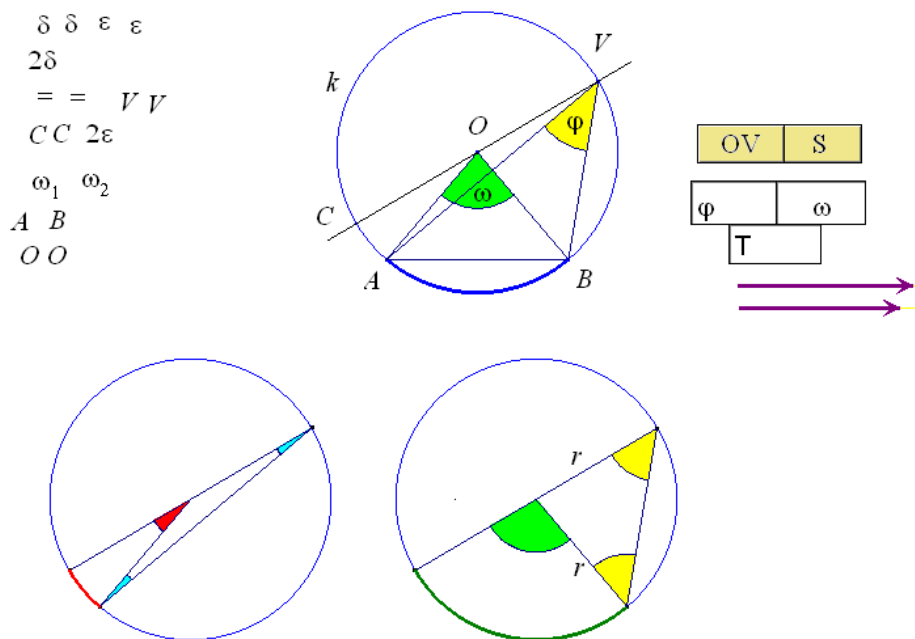 δ δ ε ε
2δ
= = V V
C C 2ε
ω₁ ω₂
A B
O O
V
k
O
φ
ω
C
A B
OV S
φ ω
T
r
r